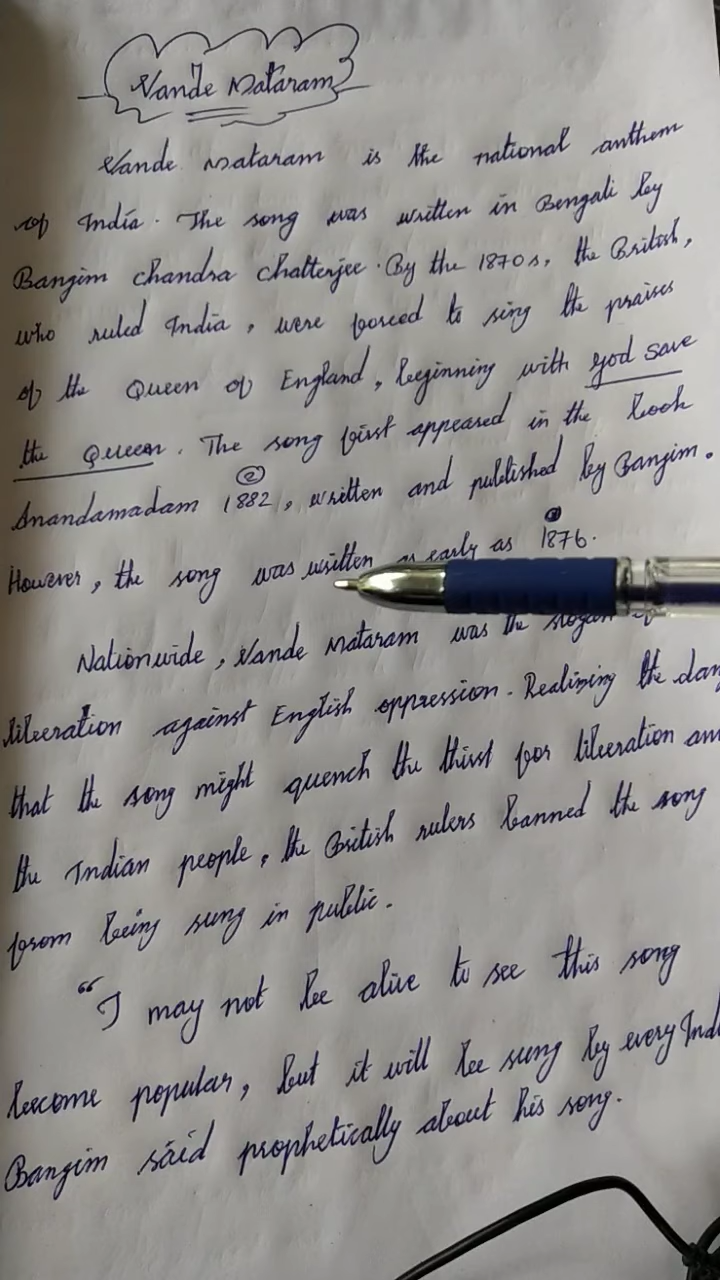 Vande Mataram
Vande Mataram is the national anthem
of India. The song was written in Bengali by
Bangim chandra chatterjee. By the 1870s, the British,
who ruled India, were forced to sing the praises
of the Queen of England, beginning with God save
the Queen. The song first appeared in the book
Anandamadam 1882, written and published by Bangim.
However, the song was written as early as 1876.
Nationwide, Vande Mataram was the slogan of
liberation against English oppression. Realizing the dan
that the song might quench the thirst for liberation am
the Indian people, the British rulers banned the song
from being sung in public.
"I may not be alive to see this song
become popular, but it will be sung by every Ind
Bangim said prophetically about his song.